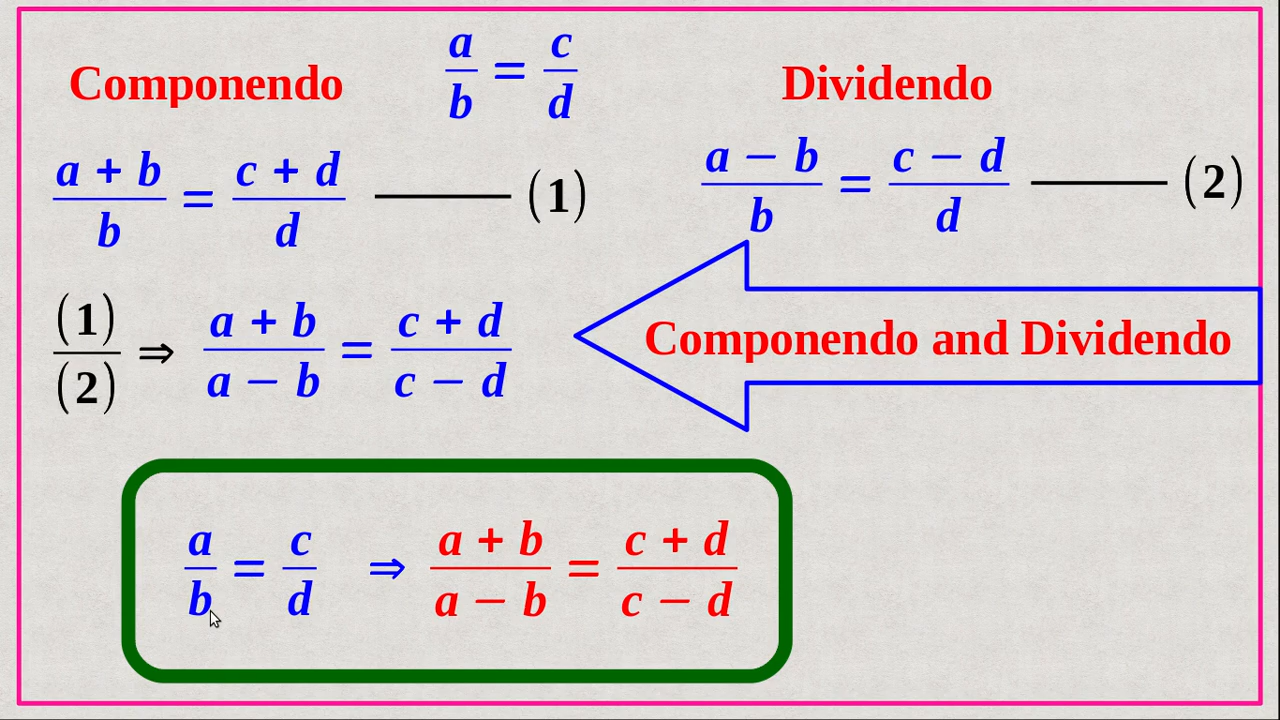 Componendo
a/b = c/d
Dividendo
(a + b)/b = (c + d)/d ——— (1)
(a − b)/b = (c − d)/d ——— (2)
(1)/(2) ⇒ (a + b)/(a − b) = (c + d)/(c − d)
Componendo and Dividendo
a/b = c/d ⇒ (a + b)/(a − b) = (c + d)/(c − d)